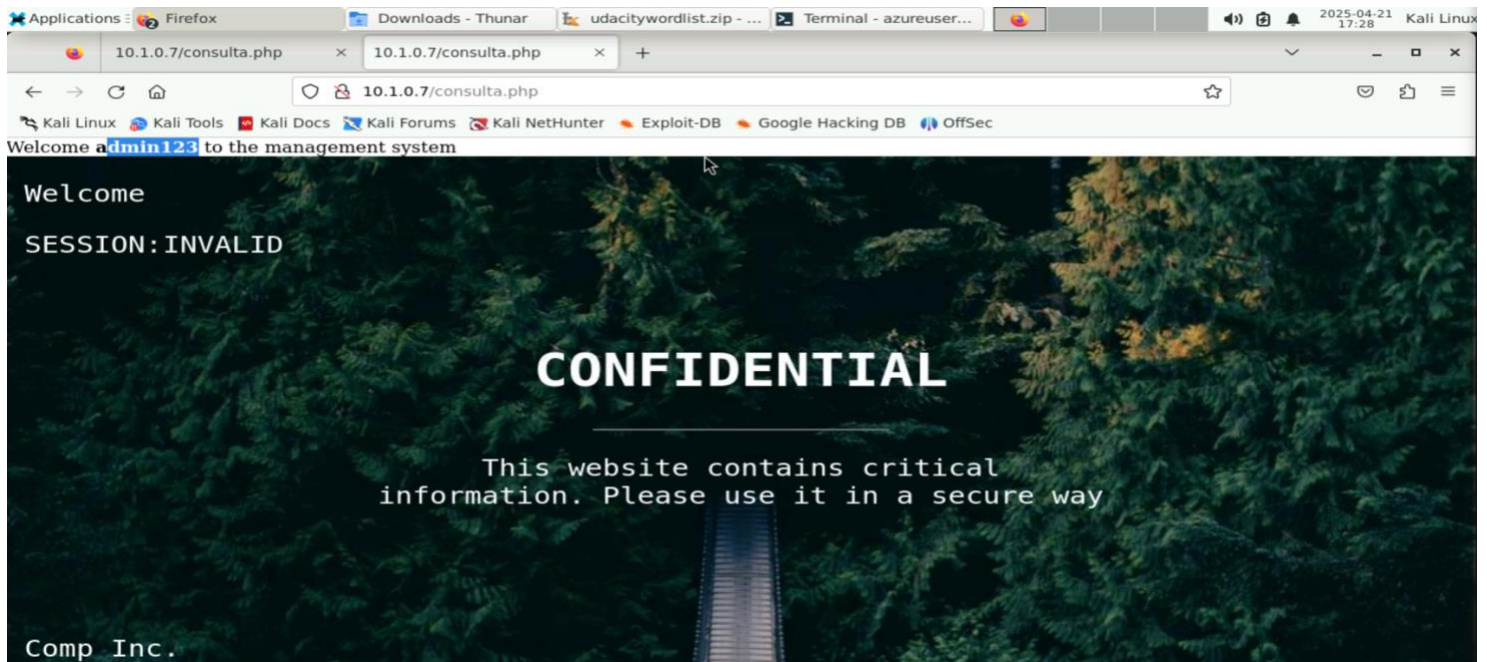 Applications Firefox Downloads - Thunar udacitywordlist.zip - ... Terminal - azureuser... 2025-04-21 17:28 Kali Linux
10.1.0.7/consulta.php 10.1.0.7/consulta.php
10.1.0.7/consulta.php
Kali Linux Kali Tools Kali Docs Kali Forums Kali NetHunter Exploit-DB Google Hacking DB OffSec
Welcome admin123 to the management system
Welcome
SESSION:INVALID
CONFIDENTIAL
This website contains critical
information. Please use it in a secure way
Comp Inc.